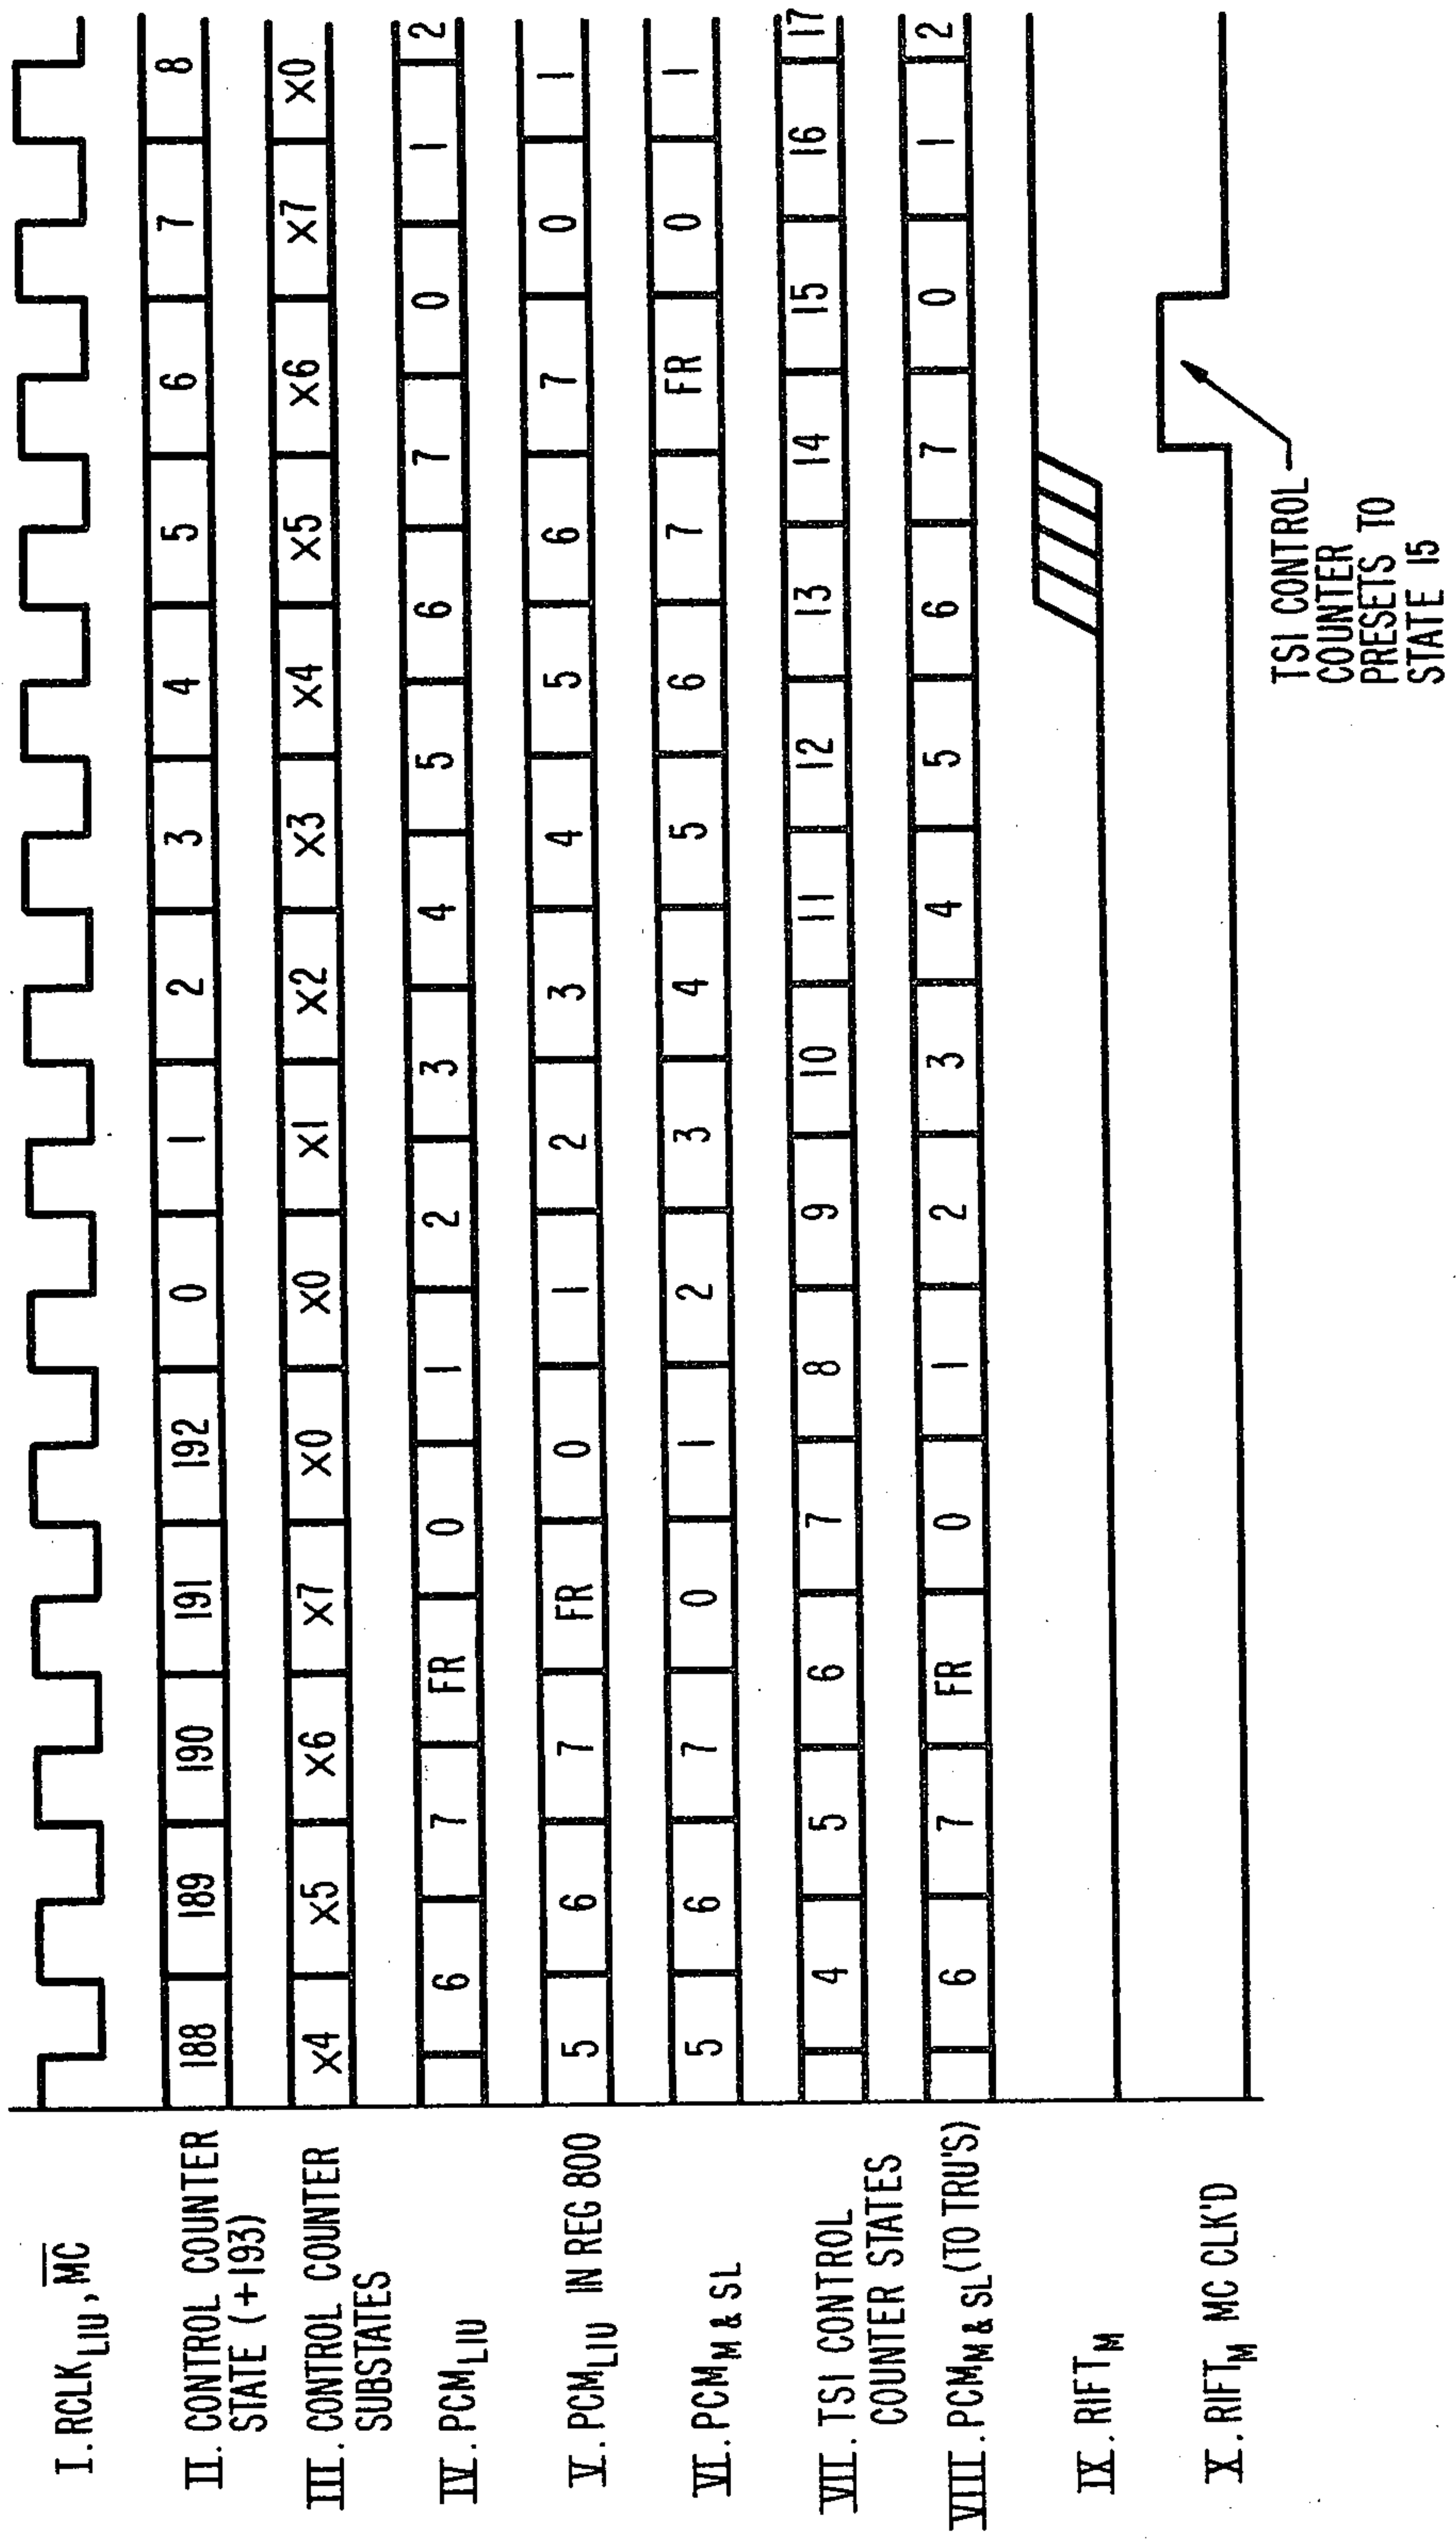 I. RCLK_LIU, M̅C̅
II. CONTROL COUNTER 188 189 190 191 192 0 1 2 3 4 5 6 7 8
STATE (+193)
III. CONTROL COUNTER X4 X5 X6 X7 X0 X0 X1 X2 X3 X4 X5 X6 X7 X0
SUBSTATES
IV. PCM_LIU 6 7 FR 0 1 2 3 4 5 6 7 0 1 2
V. PCM_LIU IN REG 800 5 6 7 FR 0 1 2 3 4 5 6 7 0 1
VI. PCM_M & SL 5 6 7 0 1 2 3 4 5 6 7 FR 0 1
VII. TSI CONTROL 4 5 6 7 8 9 10 11 12 13 14 15 16 17
COUNTER STATES
VIII. PCM_M & SL (TO TRU'S) 6 7 FR 0 1 2 3 4 5 6 7 0 1 2
IX. RIFT_M
X. RIFT_M MC CLK'D
TSI CONTROL
COUNTER
PRESETS TO
STATE 15